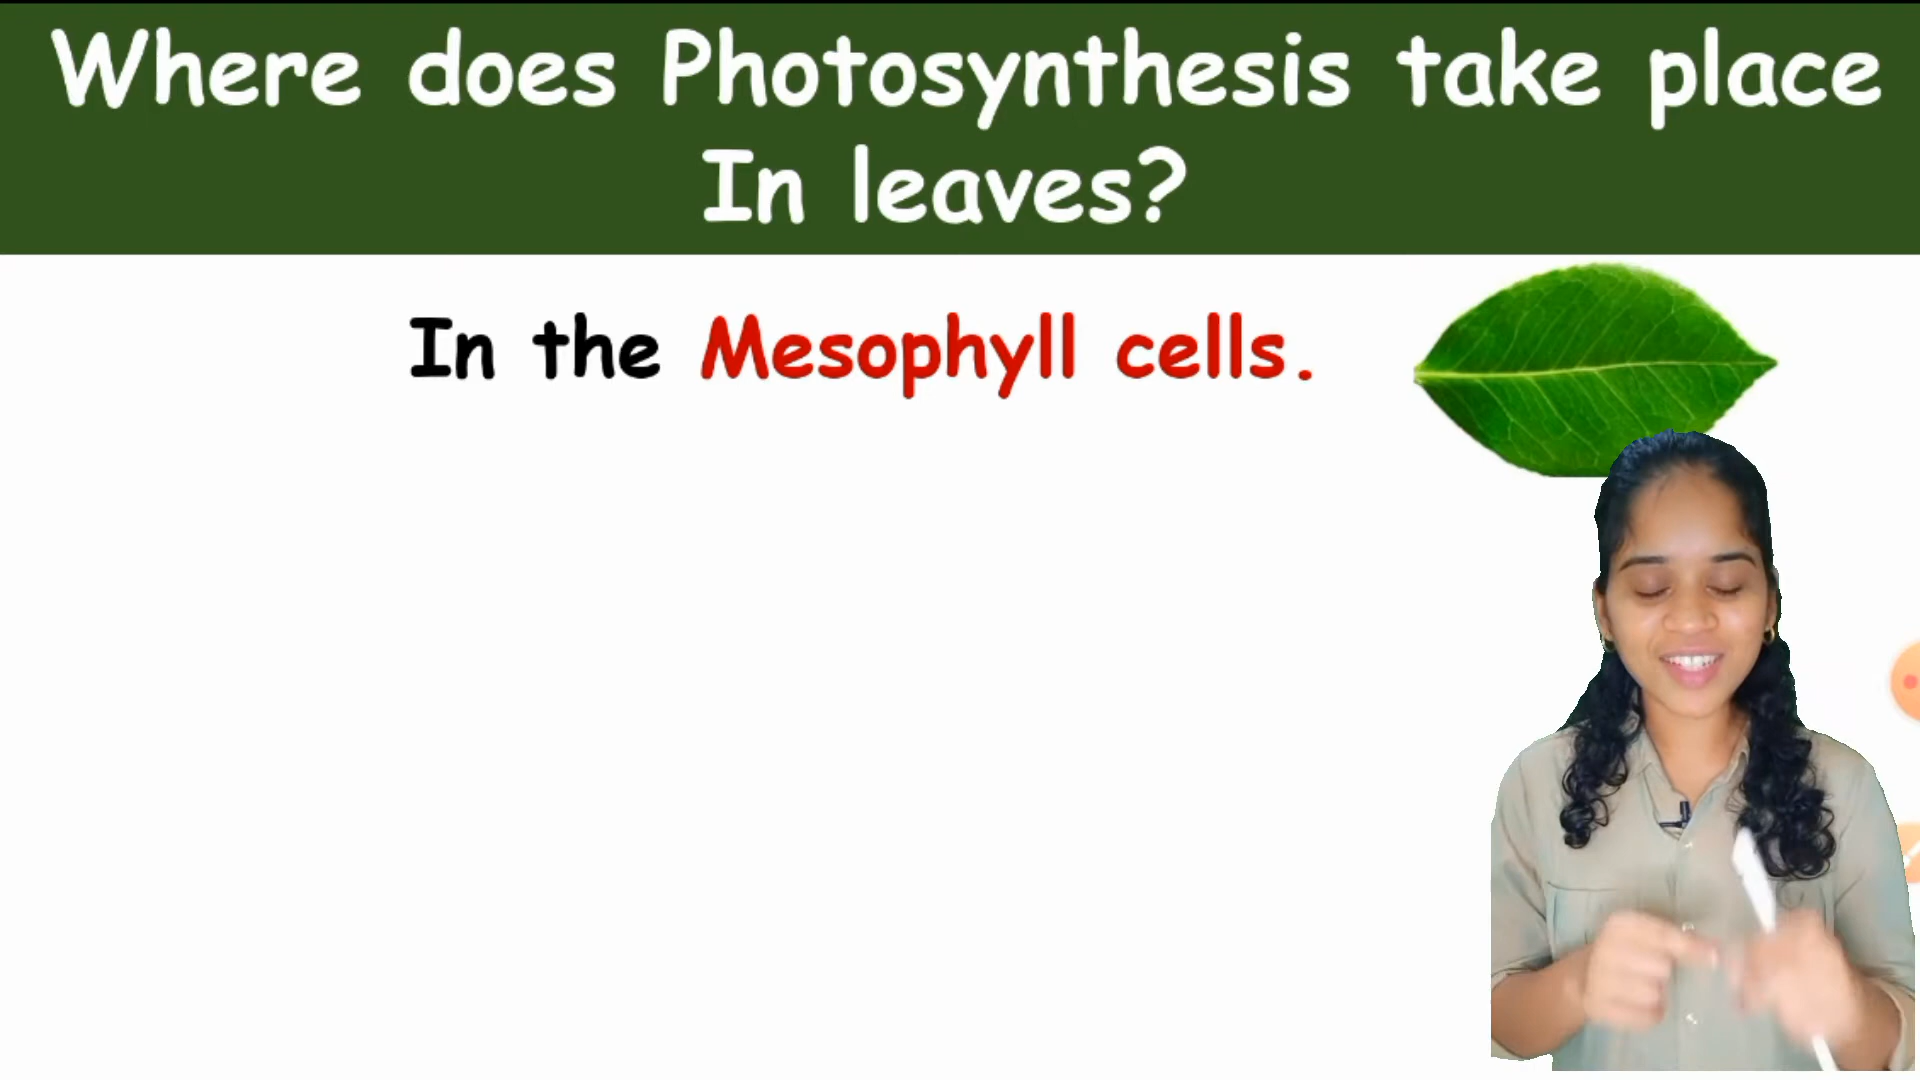 Where does Photosynthesis take place
In leaves?
In the Mesophyll cells.